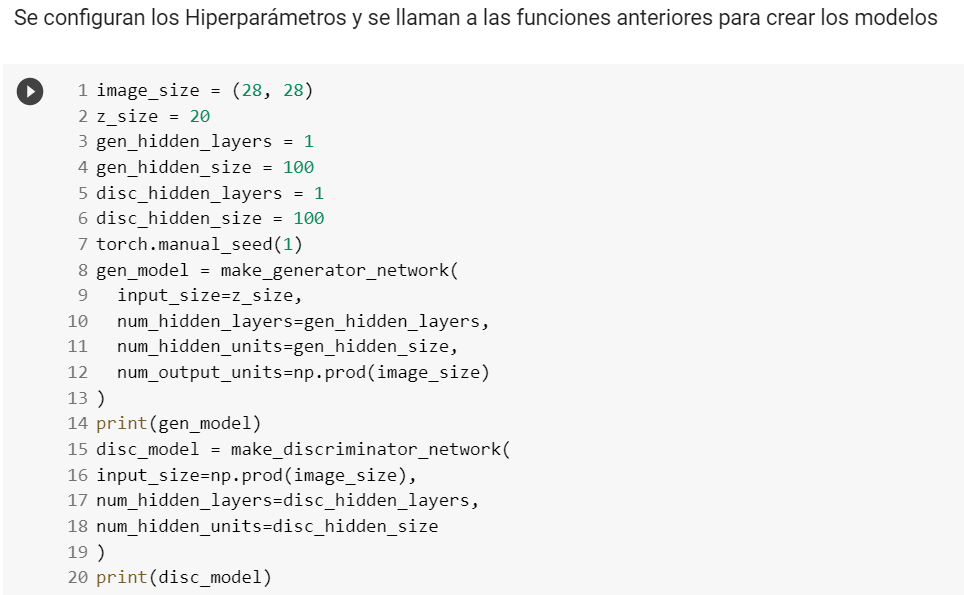 Se configuran los Hiperparámetros y se llaman a las funciones anteriores para crear los modelos
1 image_size = (28, 28)
2 z_size = 20
3 gen_hidden_layers = 1
4 gen_hidden_size = 100
5 disc_hidden_layers = 1
6 disc_hidden_size = 100
7 torch.manual_seed(1)
8 gen_model = make_generator_network(
9   input_size=z_size,
10   num_hidden_layers=gen_hidden_layers,
11   num_hidden_units=gen_hidden_size,
12   num_output_units=np.prod(image_size)
13 )
14 print(gen_model)
15 disc_model = make_discriminator_network(
16 input_size=np.prod(image_size),
17 num_hidden_layers=disc_hidden_layers,
18 num_hidden_units=disc_hidden_size
19 )
20 print(disc_model)